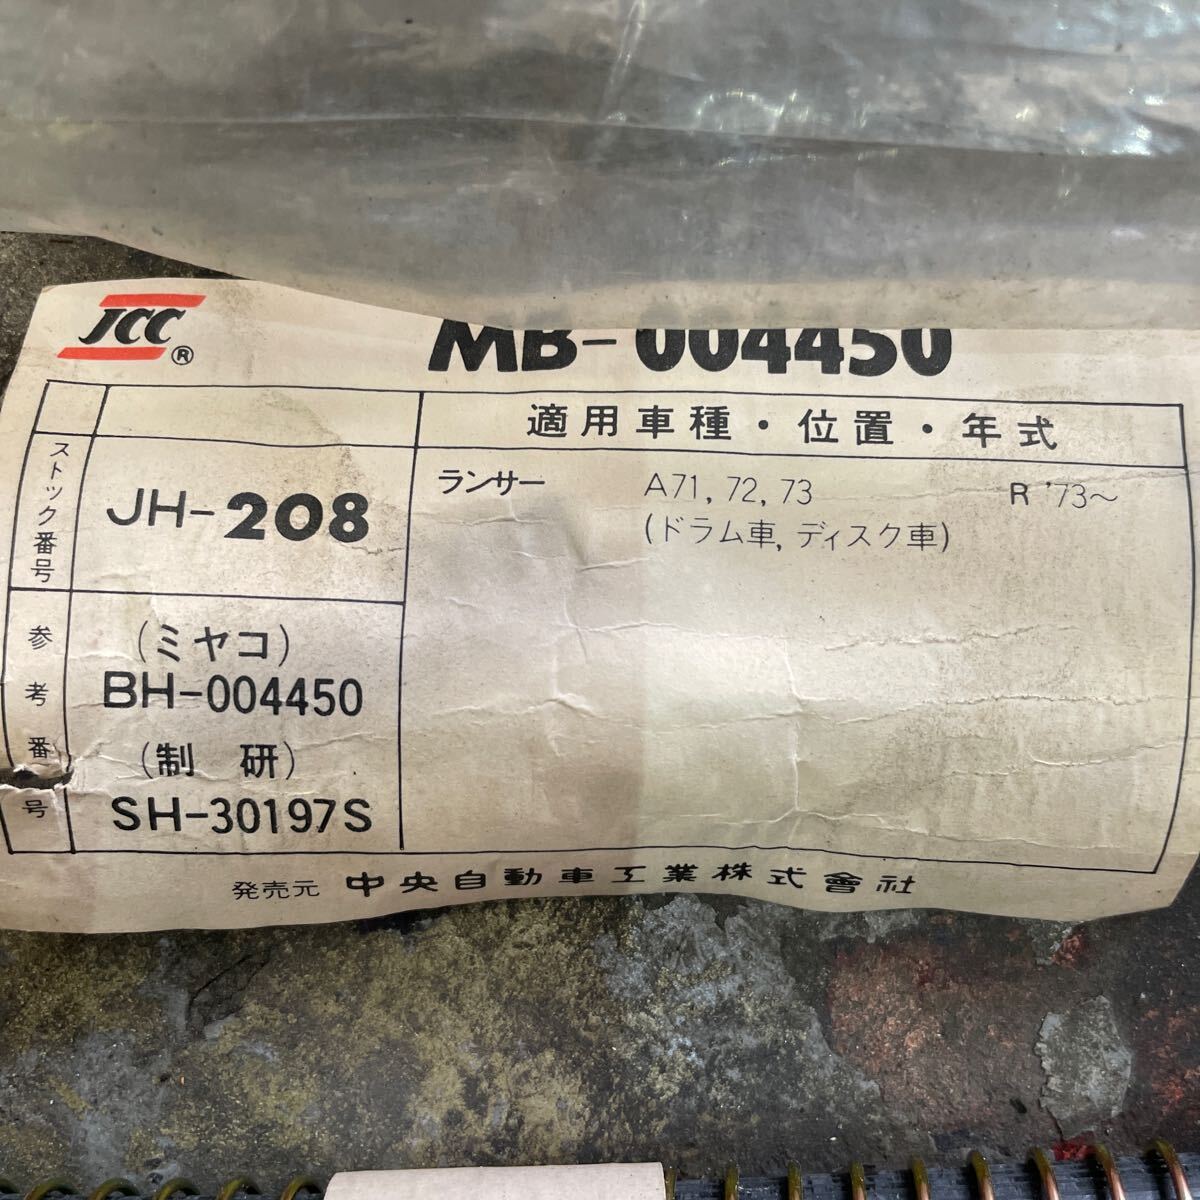 JCC®
MB-004450
適用車種・位置・年式
ストック番号
JH-208
ランサー A71, 72, 73 R '73～
(ドラム車, ディスク車)
参考番号
(ミヤコ)
BH-004450
(制研)
SH-30197S
発売元 中央自動車工業株式會社